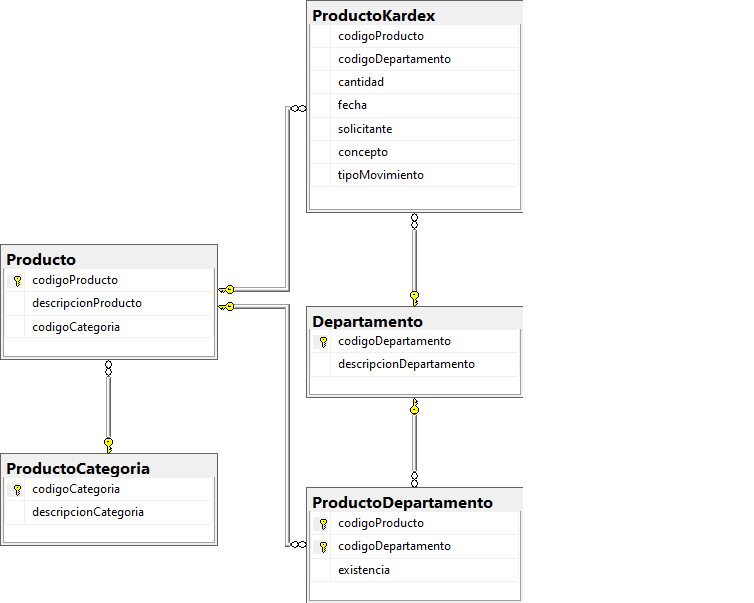 ProductoKardex
codigoProducto
codigoDepartamento
cantidad
fecha
solicitante
concepto
tipoMovimiento
Producto
codigoProducto
descripcionProducto
codigoCategoria
Departamento
codigoDepartamento
descripcionDepartamento
ProductoCategoria
codigoCategoria
descripcionCategoria
ProductoDepartamento
codigoProducto
codigoDepartamento
existencia